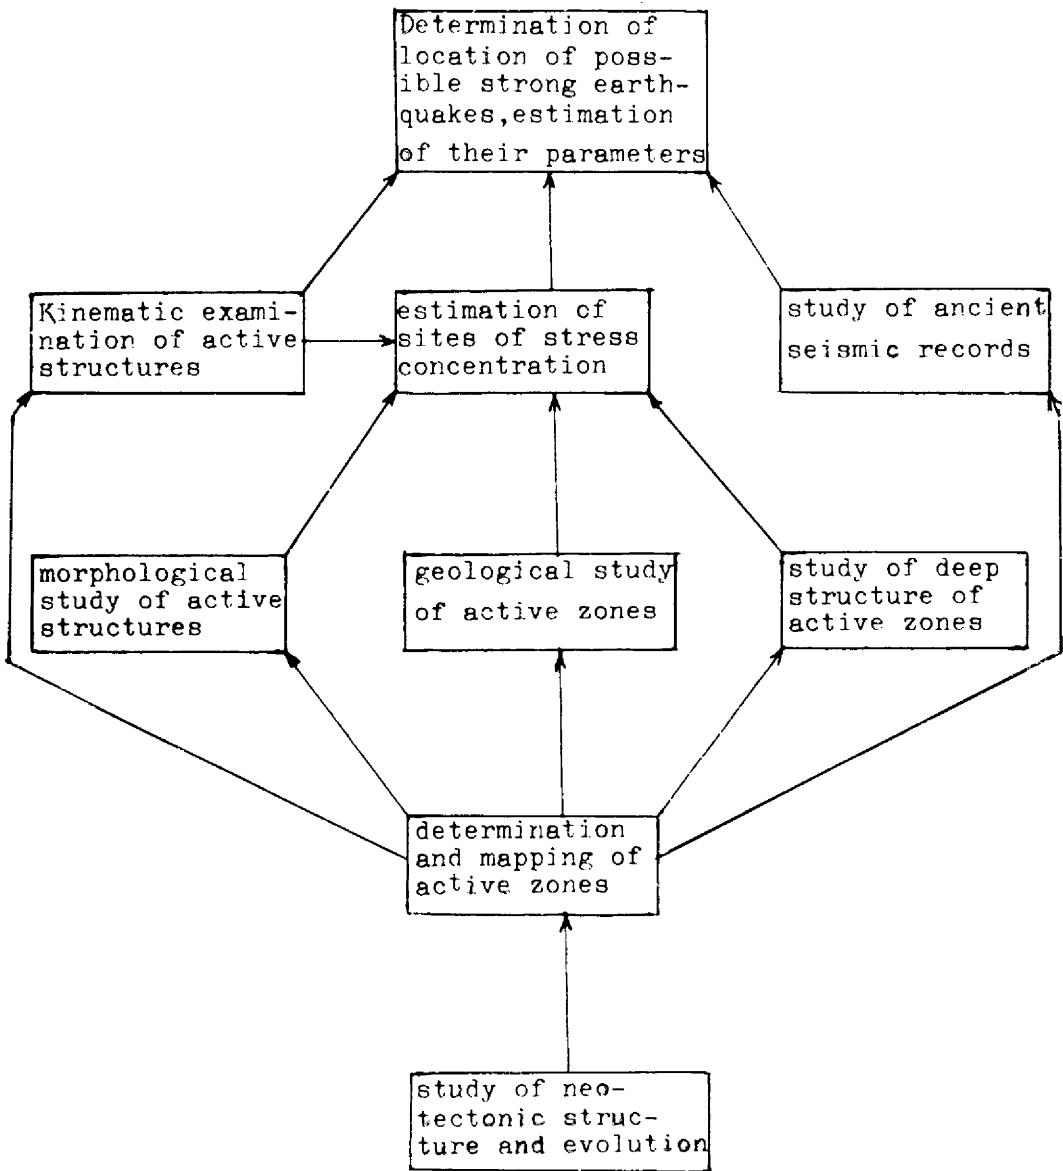 Determination of
location of poss-
ible strong earth-
quakes,estimation
of their parameters
Kinematic exami-
nation of active
structures
estimation of
sites of stress
concentration
study of ancient
seismic records
morphological
study of active
structures
geological study
of active zones
study of deep
structure of
active zones
determination
and mapping of
active zones
study of neo-
tectonic struc-
ture and evolution